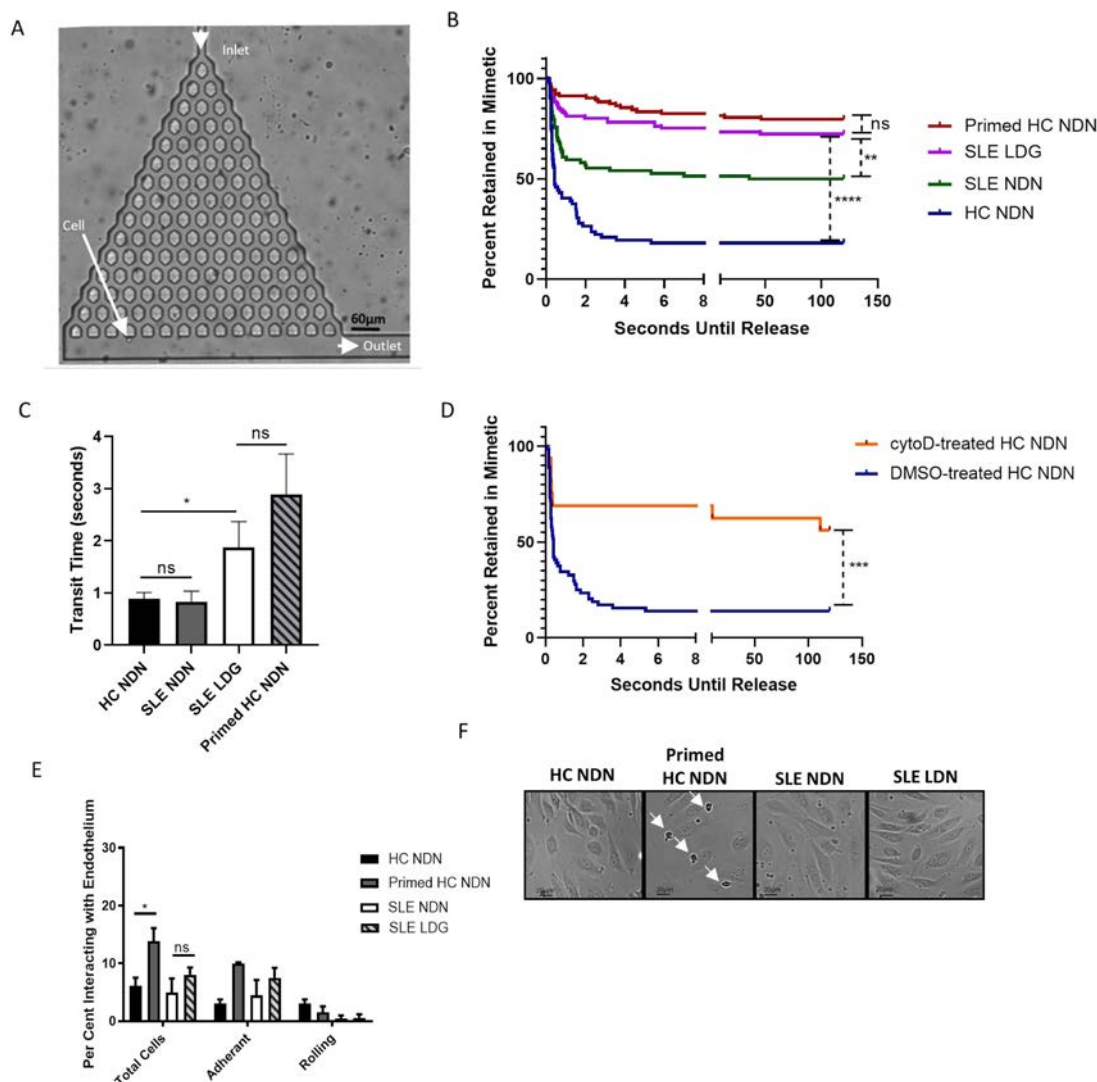 A
Inlet
Cell
60µm
Outlet
B
Percent Retained in Mimetic
100
50
0
0
2
4
6
8
50
100
150
Seconds Until Release
ns
**
****
Primed HC NDN
SLE LDG
SLE NDN
HC NDN
C
Transit Time (seconds)
4
3
2
1
0
ns
*
ns
HC NDN
SLE NDN
SLE LDG
Primed HC NDN
D
Percent Retained in Mimetic
100
50
0
0
2
4
6
8
50
100
150
Seconds Until Release
***
cytoD-treated HC NDN
DMSO-treated HC NDN
E
Per Cent Interacting with Endothelium
30
20
10
0
*
ns
Total Cells
Adherant
Rolling
HC NDN
Primed HC NDN
SLE NDN
SLE LDG
F
HC NDN
Primed
HC NDN
SLE NDN
SLE LDN